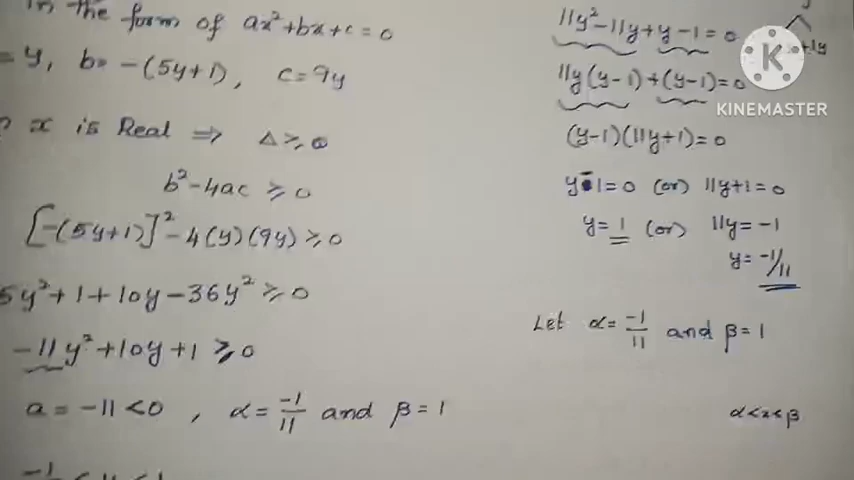 in the form of ax²+bx+c=0
= y, b= -(5y+1), c=9y
x is Real ⇒ Δ≥0
b²-4ac ≥0
[-(5y+1)]²-4(y)(9y)≥0
5y²+1+10y-36y²≥0
-11y²+10y+1≥0
a=-11<0, α=-1/11 and β=1
11y²-11y+y-1=0
11y(y-1)+(y-1)=0
(y-1)(11y+1)=0
y-1=0 (or) 11y+1=0
y=1 (or) 11y=-1
y=-1/11
Let α=-1/11 and β=1
α<x<β
KINEMASTER